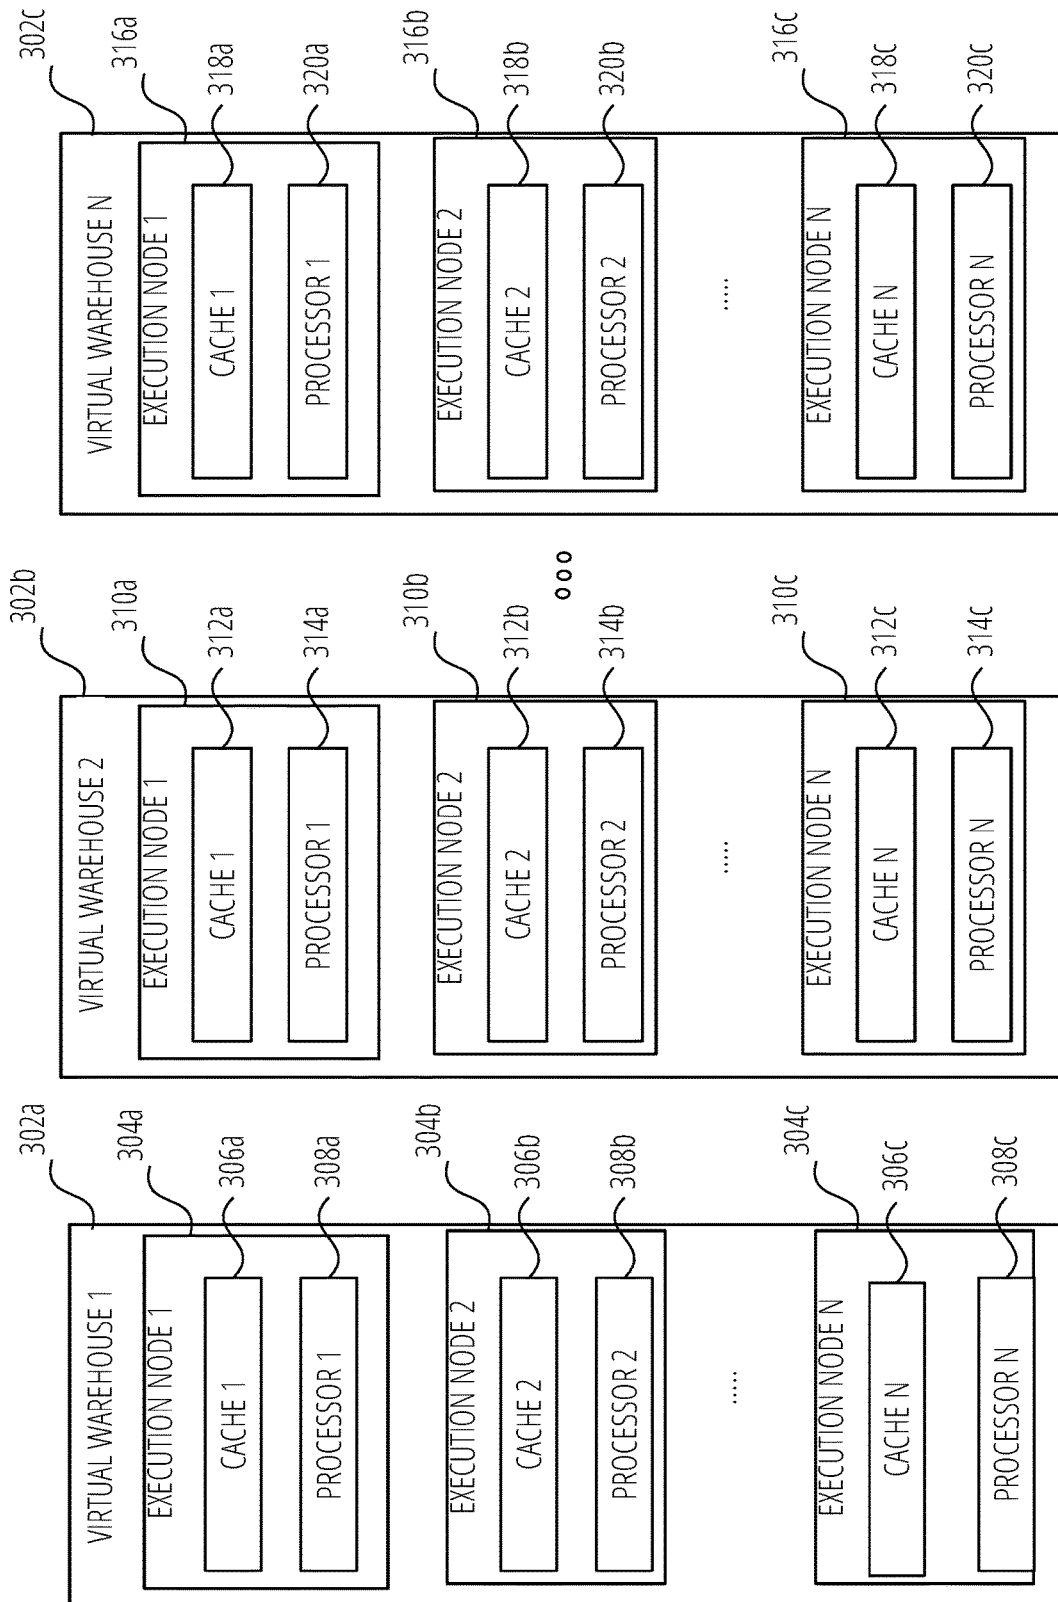 VIRTUAL WAREHOUSE 1
302a
EXECUTION NODE 1
304a
CACHE 1
306a
PROCESSOR 1
308a
EXECUTION NODE 2
304b
CACHE 2
306b
PROCESSOR 2
308b
.....
EXECUTION NODE N
304c
CACHE N
306c
PROCESSOR N
308c
VIRTUAL WAREHOUSE 2
302b
EXECUTION NODE 1
310a
CACHE 1
312a
PROCESSOR 1
314a
EXECUTION NODE 2
310b
CACHE 2
312b
PROCESSOR 2
314b
.....
EXECUTION NODE N
310c
CACHE N
312c
PROCESSOR N
314c
VIRTUAL WAREHOUSE N
302c
EXECUTION NODE 1
316a
CACHE 1
318a
PROCESSOR 1
320a
EXECUTION NODE 2
316b
CACHE 2
318b
PROCESSOR 2
320b
.....
EXECUTION NODE N
316c
CACHE N
318c
PROCESSOR N
320c